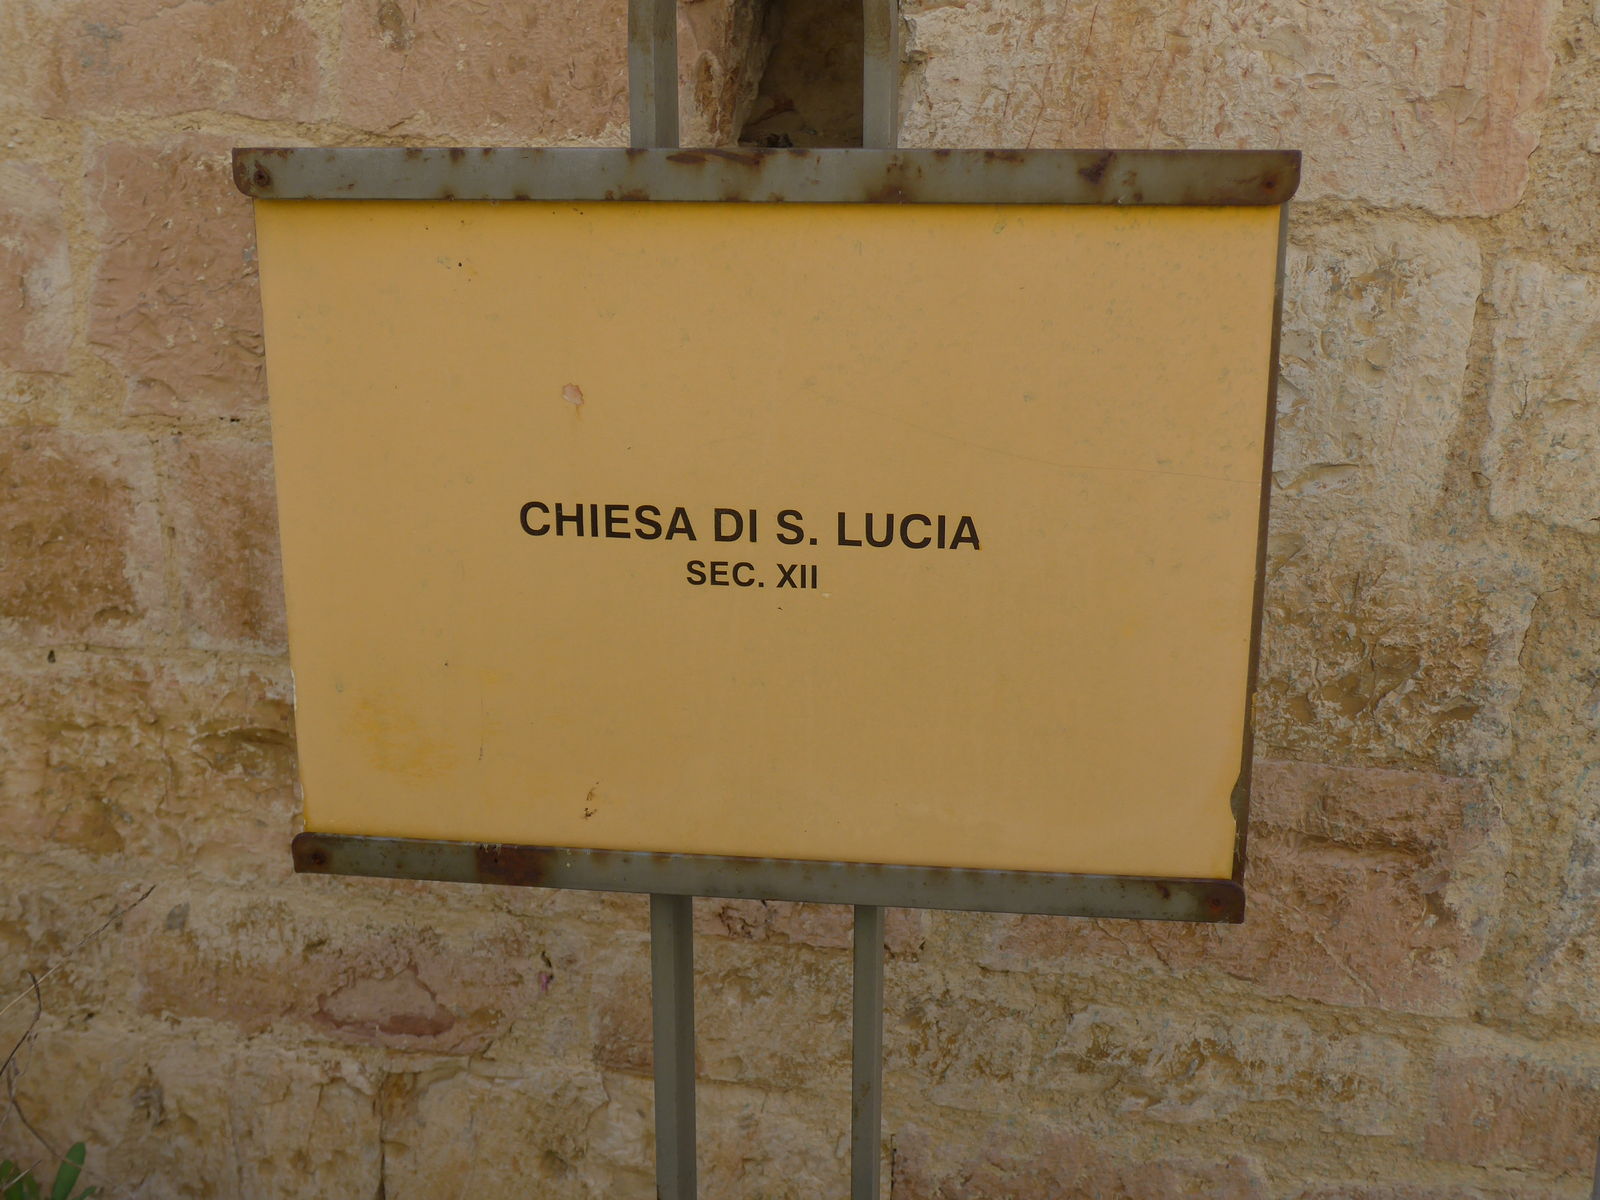 CHIESA DI S. LUCIA
SEC. XII